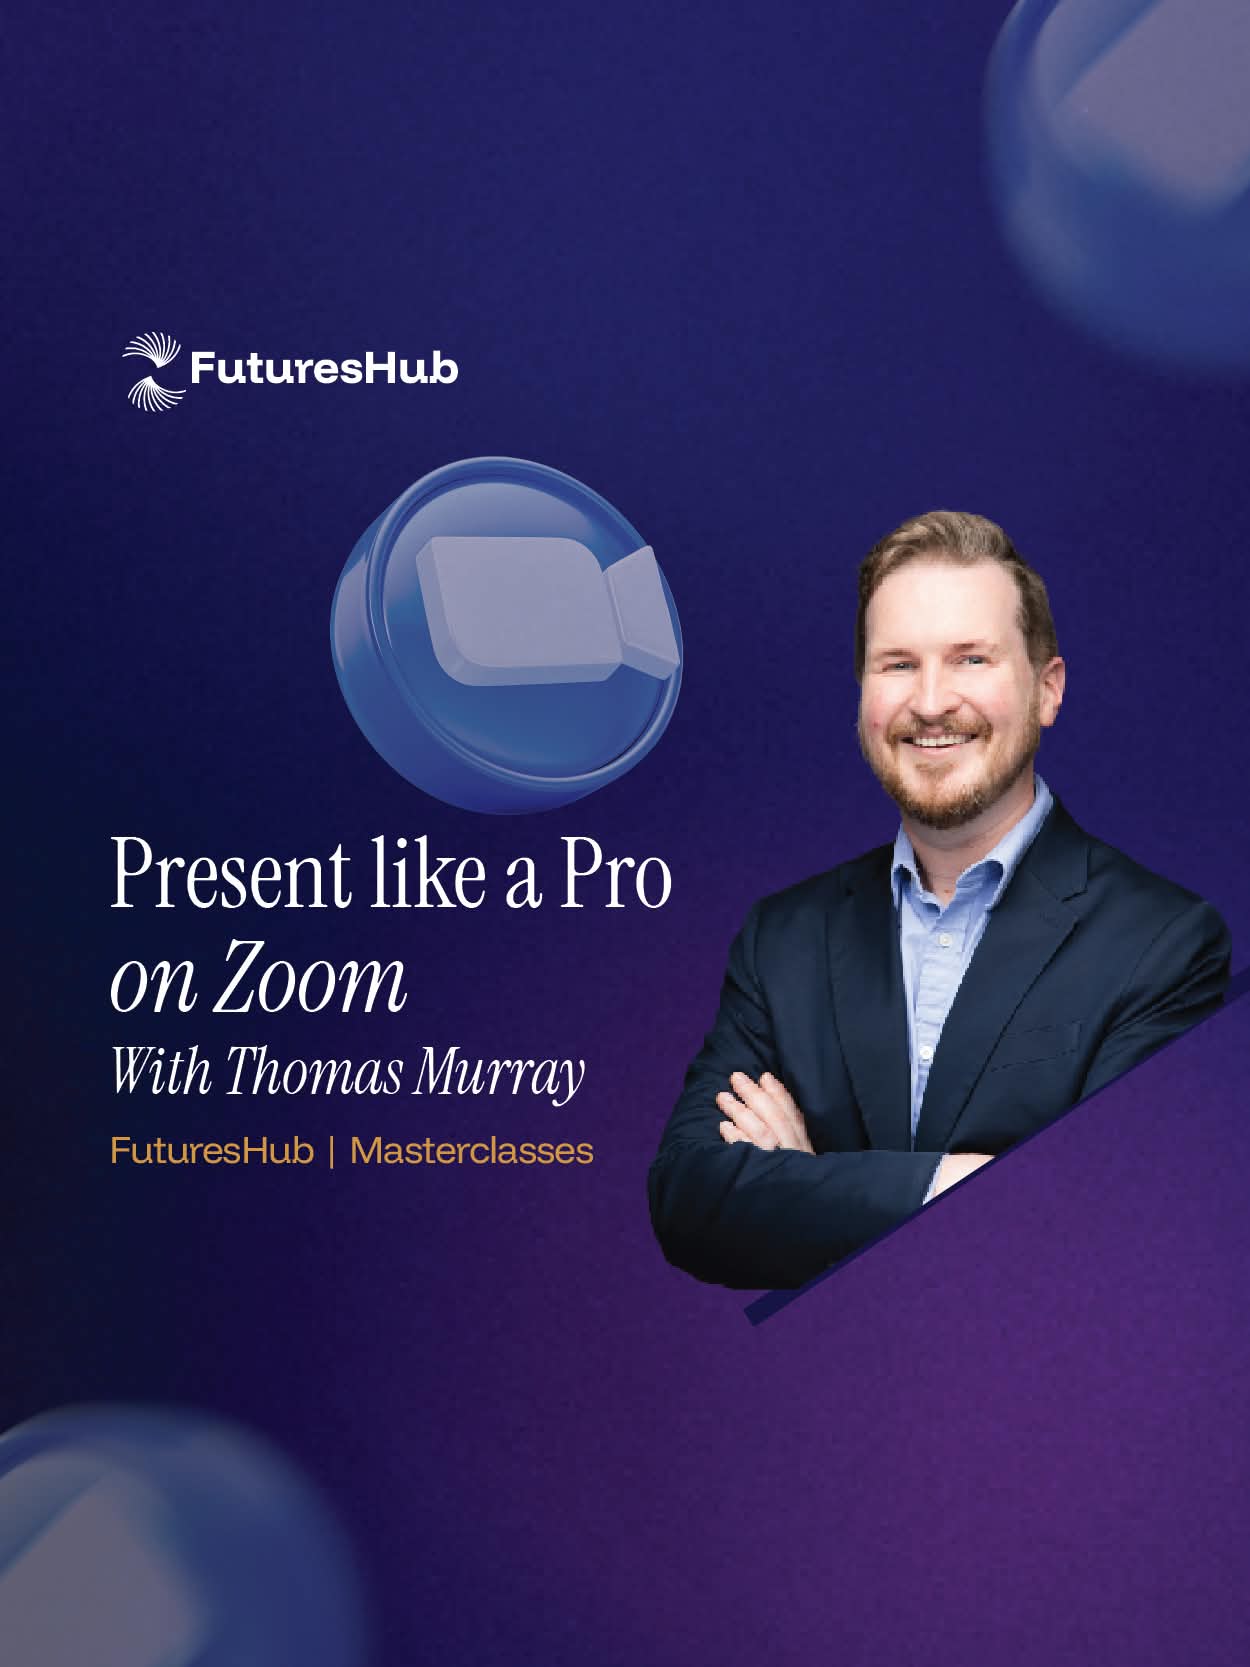 FuturesHub
Present like a Pro
on Zoom
With Thomas Murray
FuturesHub | Masterclasses